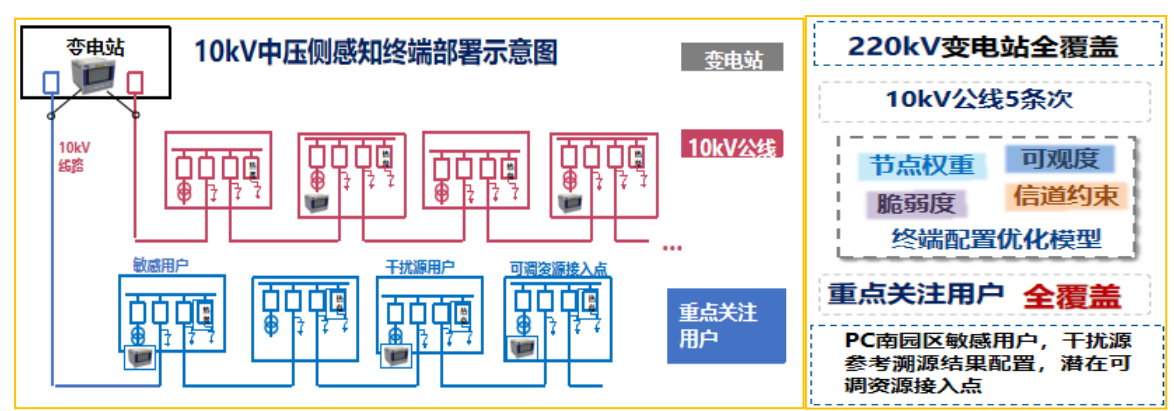 变电站
10kV中压侧感知终端部署示意图
变电站
10kV
线路
10kV公线
...
敏感用户
干扰源用户
可调资源接入点
重点关注
用户
220kV变电站全覆盖
10kV公线5条次
节点权重
可观度
脆弱度
信道约束
终端配置优化模型
重点关注用户 全覆盖
PC南园区敏感用户，干扰源
参考溯源结果配置，潜在可
调资源接入点